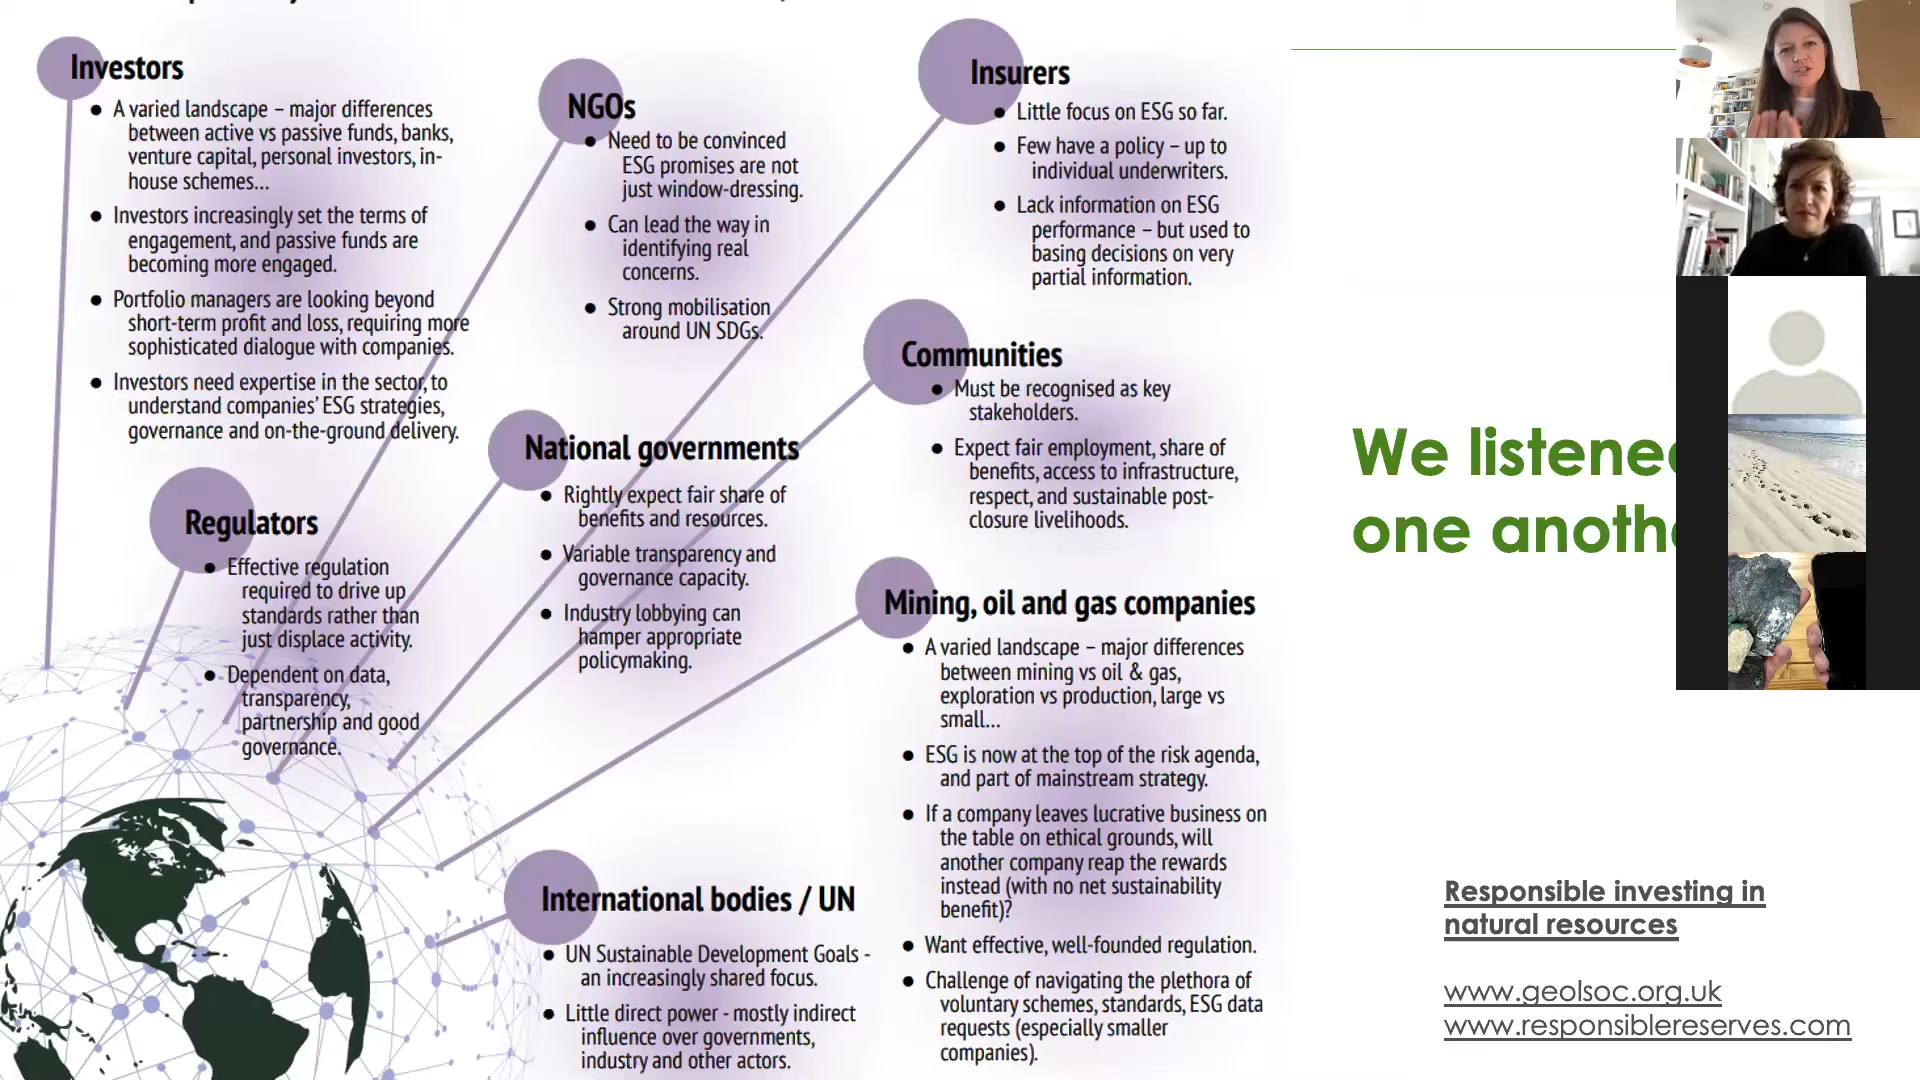 Investors
● A varied landscape – major differences
between active vs passive funds, banks,
venture capital, personal investors, in-
house schemes...
● Investors increasingly set the terms of
engagement, and passive funds are
becoming more engaged.
● Portfolio managers are looking beyond
short-term profit and loss, requiring more
sophisticated dialogue with companies.
● Investors need expertise in the sector, to
understand companies' ESG strategies,
governance and on-the-ground delivery.
Regulators
● Effective regulation
required to drive up
standards rather than
just displace activity.
● Dependent on data,
transparency,
partnership and good
governance.
NGOs
● Need to be convinced
ESG promises are not
just window-dressing.
● Can lead the way in
identifying real
concerns.
● Strong mobilisation
around UN SDGs.
National governments
● Rightly expect fair share of
benefits and resources.
● Variable transparency and
governance capacity.
● Industry lobbying can
hamper appropriate
policymaking.
International bodies / UN
● UN Sustainable Development Goals -
an increasingly shared focus.
● Little direct power - mostly indirect
influence over governments,
industry and other actors.
Insurers
● Little focus on ESG so far.
● Few have a policy – up to
individual underwriters.
● Lack information on ESG
performance – but used to
basing decisions on very
partial information.
Communities
● Must be recognised as key
stakeholders.
● Expect fair employment, share of
benefits, access to infrastructure,
respect, and sustainable post-
closure livelihoods.
Mining, oil and gas companies
● A varied landscape – major differences
between mining vs oil & gas,
exploration vs production, large vs
small...
● ESG is now at the top of the risk agenda,
and part of mainstream strategy.
● If a company leaves lucrative business on
the table on ethical grounds, will
another company reap the rewards
instead (with no net sustainability
benefit)?
● Want effective, well-founded regulation.
● Challenge of navigating the plethora of
voluntary schemes, standards, ESG data
requests (especially smaller
companies).
We listene
one anoth
Responsible investing in
natural resources
www.geolsoc.org.uk
www.responsiblereserves.com